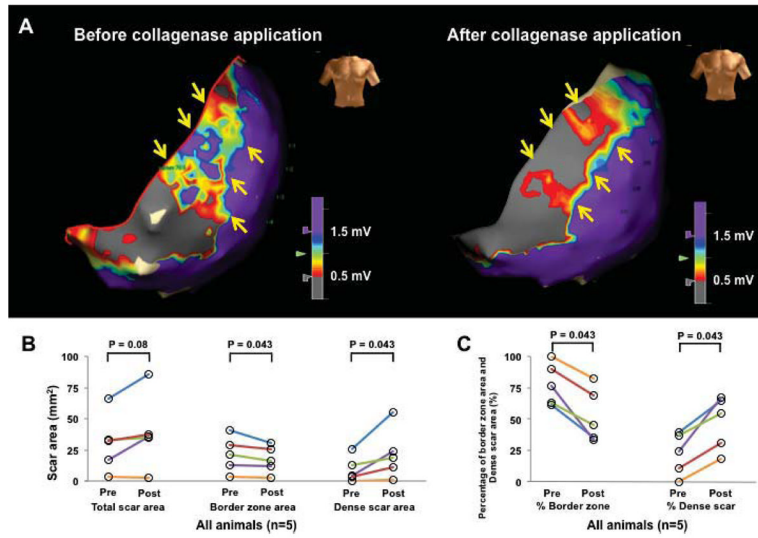 A
Before collagenase application
After collagenase application
1.5 mV
0.5 mV
1.5 mV
0.5 mV
B
P = 0.08
P = 0.043
P = 0.043
Scar area (mm²)
100
75
50
25
0
Pre Post
Total scar area
Pre Post
Border zone area
Pre Post
Dense scar area
All animals (n=5)
C
P = 0.043
P = 0.043
Percentage of border zone area and
Dense scar area (%)
100
75
50
25
0
Pre Post
% Border zone
Pre Post
% Dense scar
All animals (n=5)